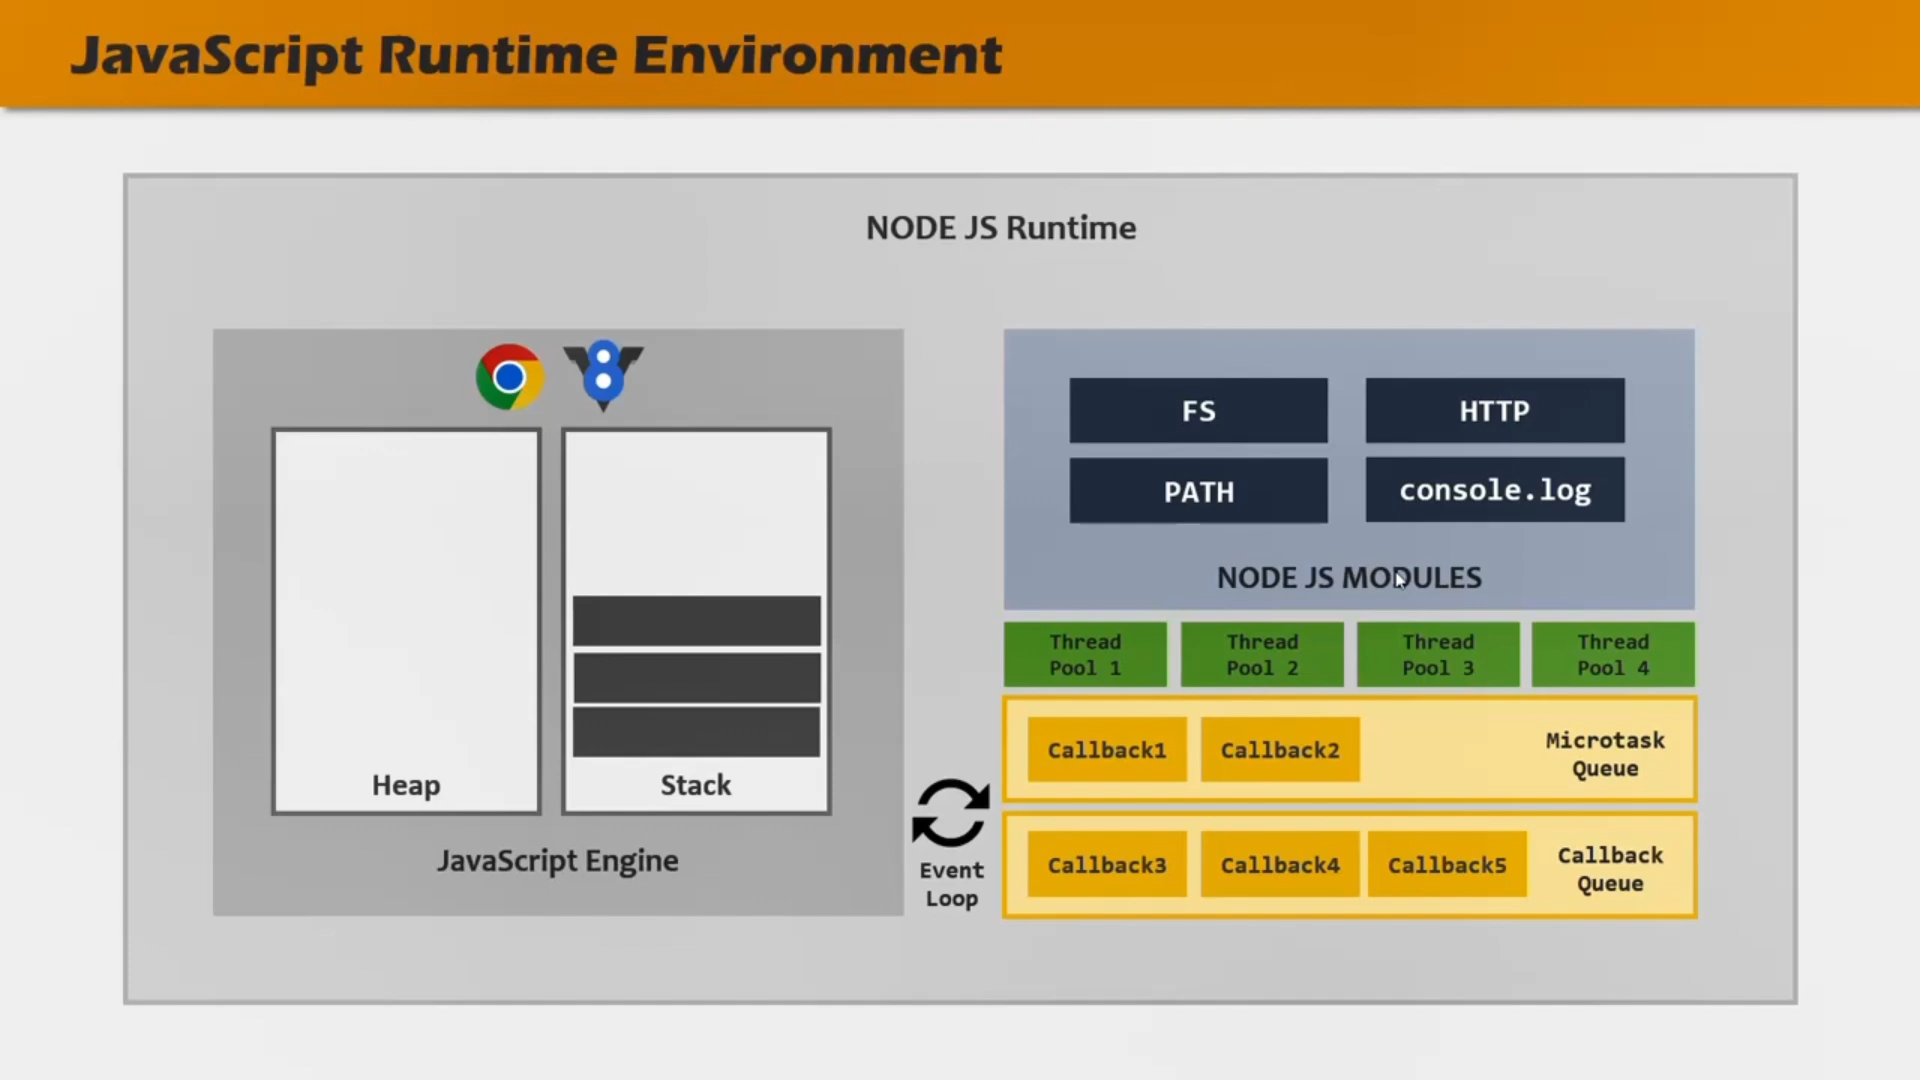 JavaScript Runtime Environment
NODE JS Runtime
8
Heap
Stack
JavaScript Engine
Event
Loop
FS
HTTP
PATH
console.log
NODE JS MODULES
Thread
Pool 1
Thread
Pool 2
Thread
Pool 3
Thread
Pool 4
Callback1
Callback2
Microtask
Queue
Callback3
Callback4
Callback5
Callback
Queue